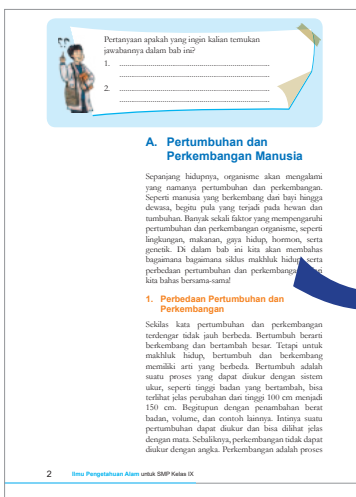 Pertanyaan apakah yang ingin kalian temukan
jawabannya dalam bab ini?
1.
2.
A. Pertumbuhan dan
Perkembangan Manusia
Sepanjang hidupnya, organisme akan mengalami
yang namanya pertumbuhan dan perkembangan.
Seperti manusia yang berkembang dari bayi hingga
dewasa, begitu pula yang terjadi pada hewan dan
tumbuhan. Banyak sekali faktor yang mempengaruhi
pertumbuhan dan perkembangan organisme, seperti
lingkungan, makanan, gaya hidup, hormon, serta
genetik. Di dalam bab ini kita akan membahas
bagaimana bagaimana siklus makhluk hidup serta
perbedaan pertumbuhan dan perkembangan
kita bahas bersama-sama!
1. Perbedaan Pertumbuhan dan
Perkembangan
Sekilas kata pertumbuhan dan perkembangan
terdengar tidak jauh berbeda. Bertumbuh berarti
berkembang dan bertambah besar. Tetapi untuk
makhluk hidup, bertumbuh dan berkembang
memiliki arti yang berbeda. Bertumbuh adalah
suatu proses yang dapat diukur dengan sistem
ukur, seperti tinggi badan yang bertambah, bisa
terlihat jelas perubahan dari tinggi 100 cm menjadi
150 cm. Begitupun dengan penambahan berat
badan, volume, dan contoh lainnya. Intinya suatu
pertumbuhan dapat diukur dan bisa dilihat jelas
dengan mata. Sebaliknya, perkembangan tidak dapat
diukur dengan angka. Perkembangan adalah proses
2 Ilmu Pengetahuan Alam untuk SMP Kelas IX